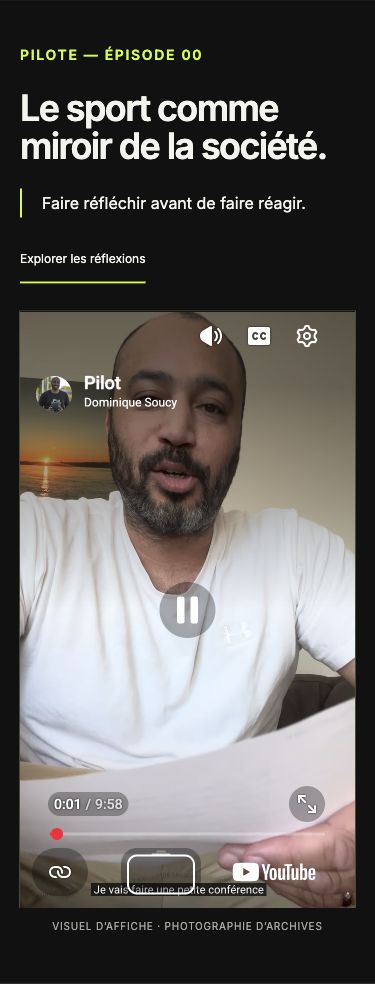 PILOTE — ÉPISODE 00
Le sport comme
miroir de la société.
Faire réfléchir avant de faire réagir.
Explorer les réflexions
CC
Pilot
Dominique Soucy
0:01 / 9:58
YouTube
Je vais faire une petite conférence
VISUEL D'AFFICHE · PHOTOGRAPHIE D'ARCHIVES